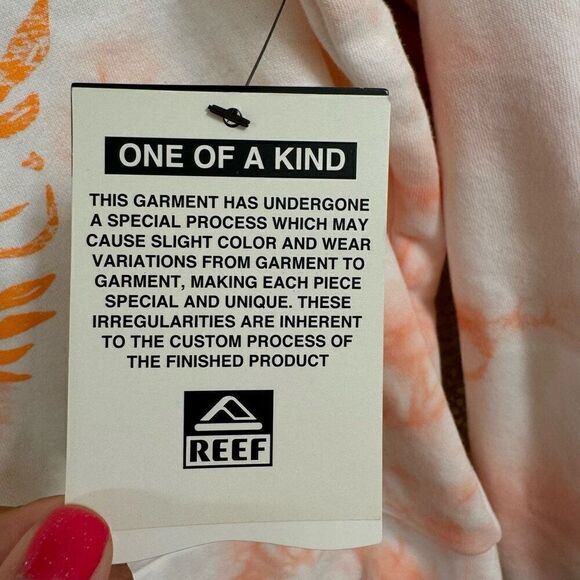 ONE OF A KIND
THIS GARMENT HAS UNDERGONE
A SPECIAL PROCESS WHICH MAY
CAUSE SLIGHT COLOR AND WEAR
VARIATIONS FROM GARMENT TO
GARMENT, MAKING EACH PIECE
SPECIAL AND UNIQUE. THESE
IRREGULARITIES ARE INHERENT
TO THE CUSTOM PROCESS OF
THE FINISHED PRODUCT
REEF